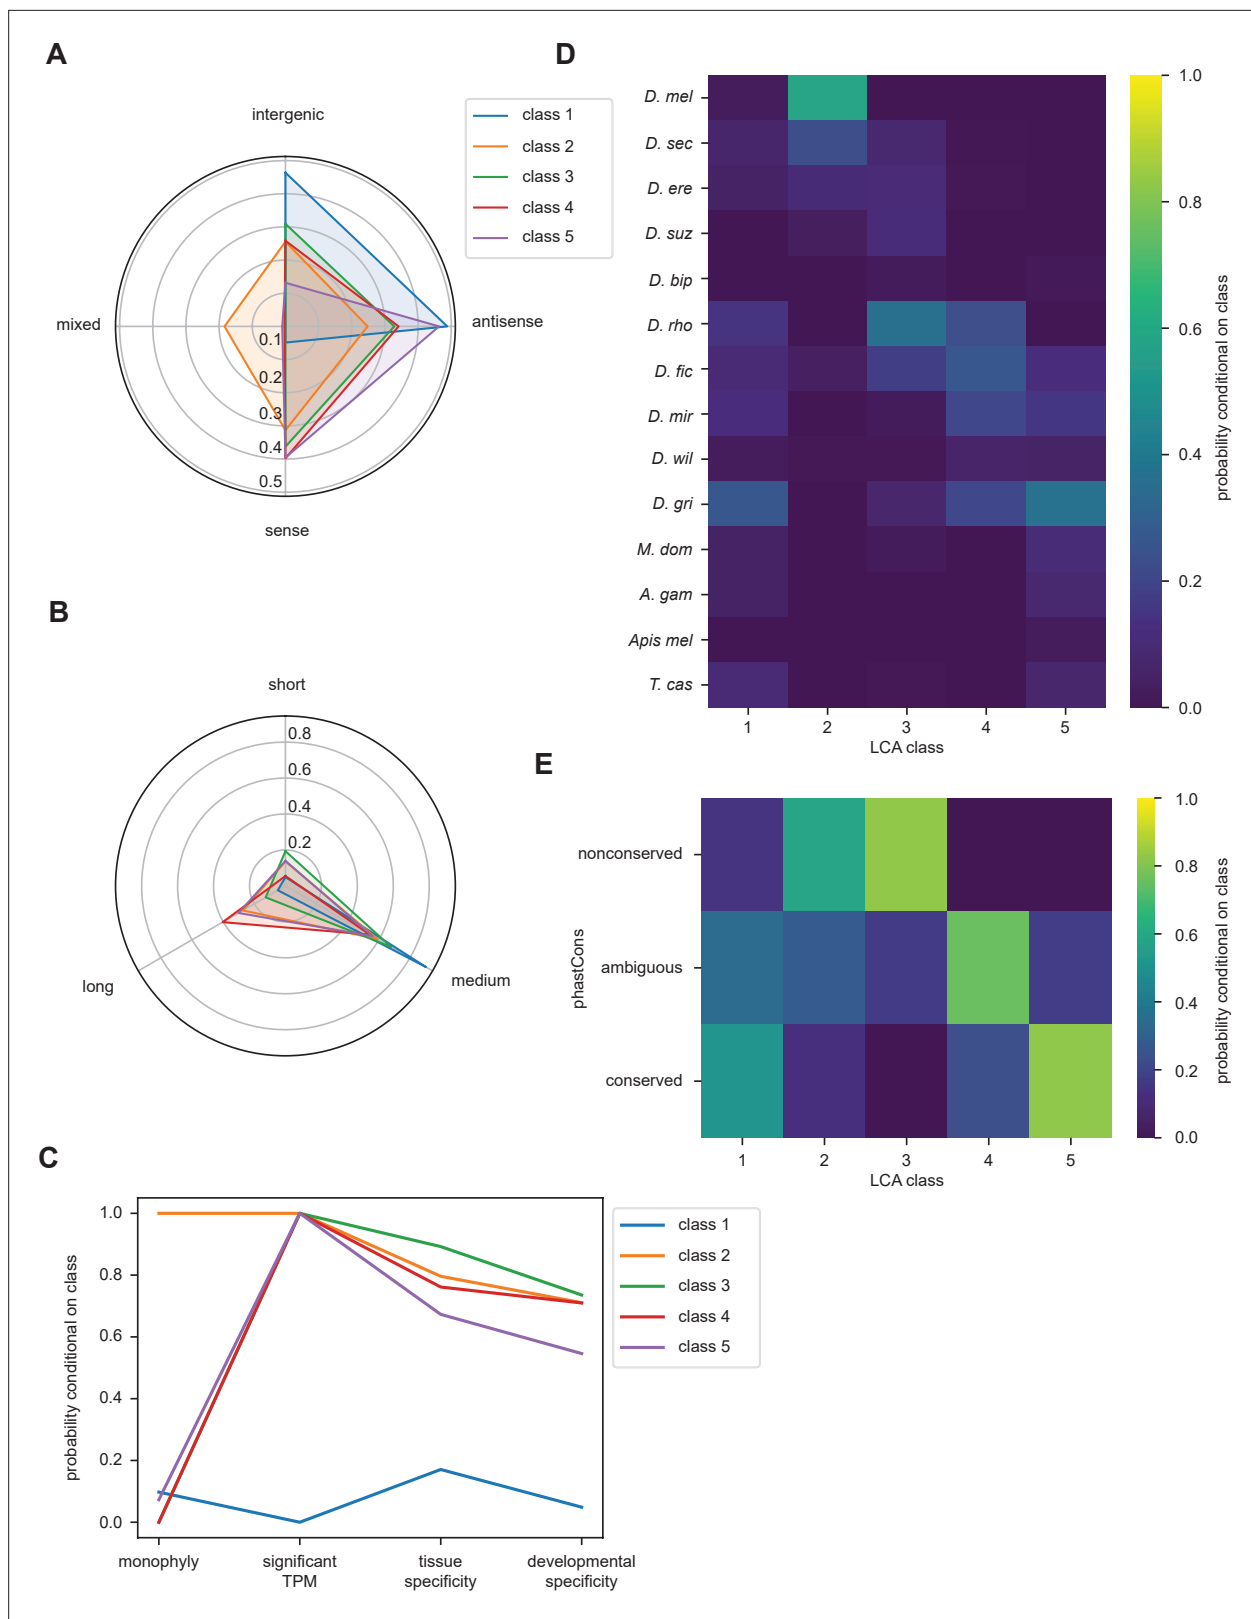 A
intergenic
mixed
antisense
sense
0.1
0.2
0.3
0.4
0.5
class 1
class 2
class 3
class 4
class 5
B
short
long
medium
0.8
0.6
0.4
0.2
C
probability conditional on class
1.0
0.8
0.6
0.4
0.2
0.0
monophyly
significant
TPM
tissue
specificity
developmental
specificity
class 1
class 2
class 3
class 4
class 5
D
D. mel
D. sec
D. ere
D. suz
D. bip
D. rho
D. fic
D. mir
D. wil
D. gri
M. dom
A. gam
Apis mel
T. cas
1 2 3 4 5
LCA class
1.0
0.8
0.6
0.4
0.2
0.0
probability conditional on class
E
phastCons
nonconserved
ambiguous
conserved
1 2 3 4 5
LCA class
1.0
0.8
0.6
0.4
0.2
0.0
probability conditional on class